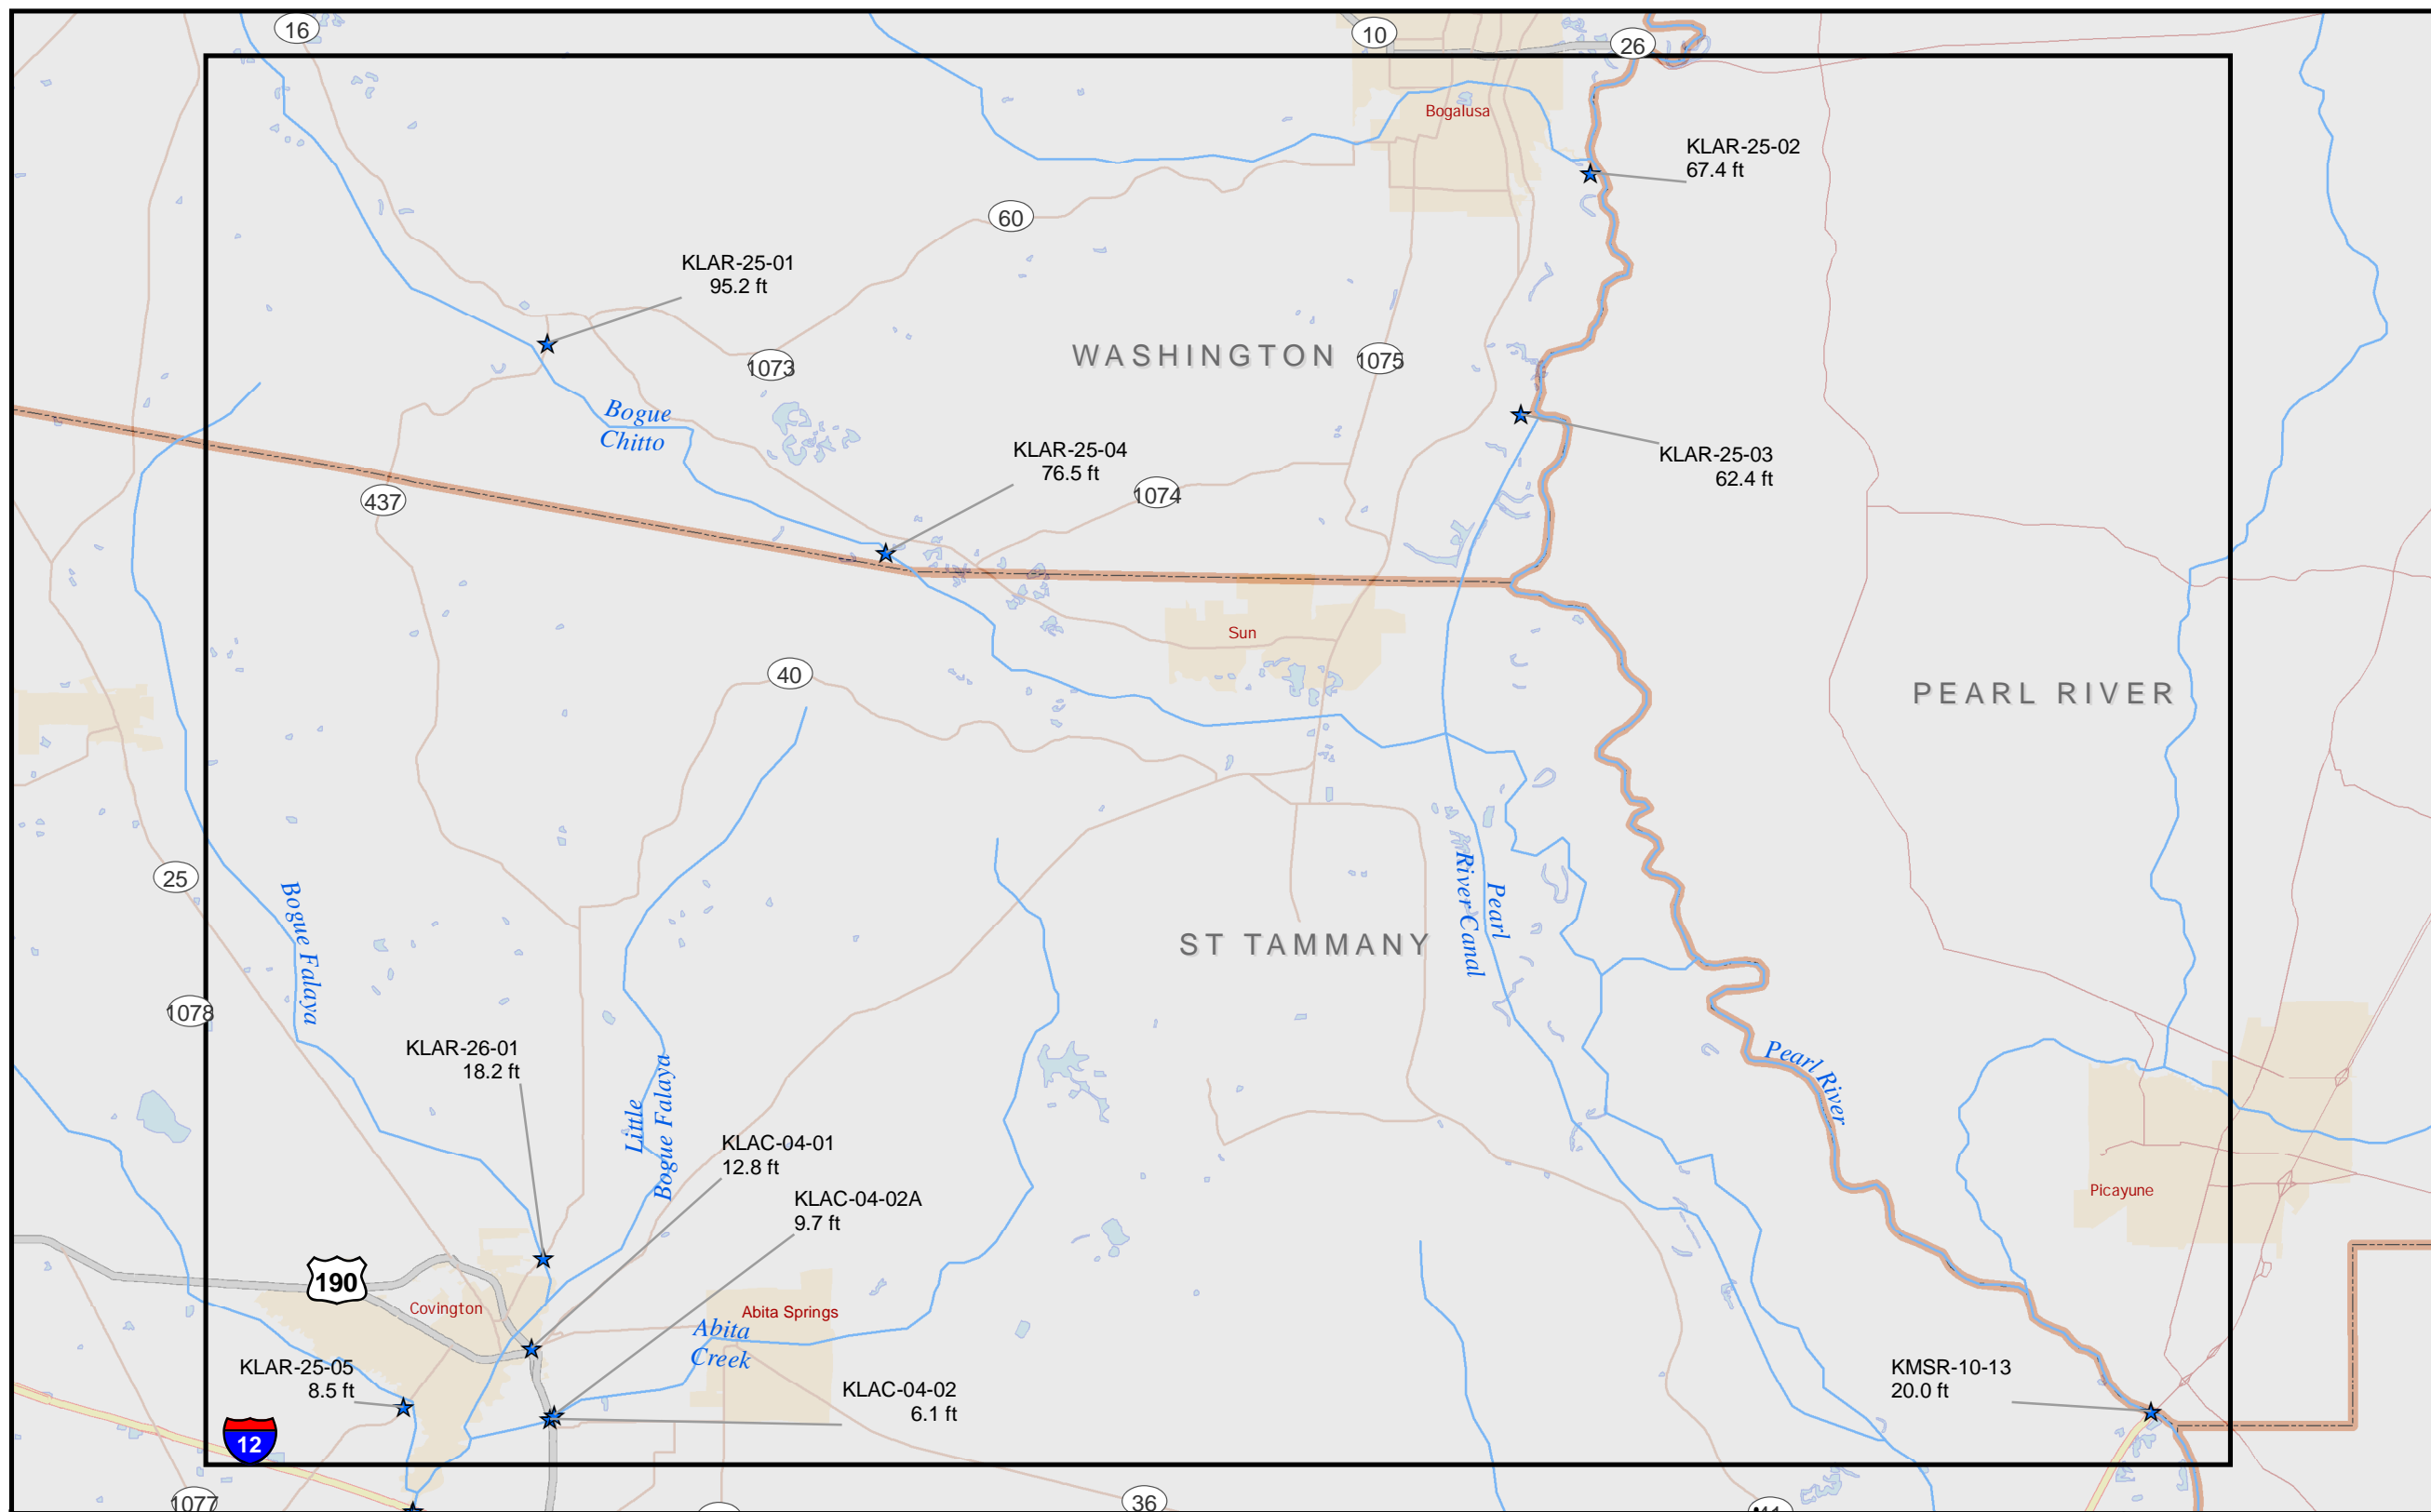 16
10
26
Bogalusa
KLAR-25-02
67.4 ft
60
KLAR-25-01
95.2 ft
WASHINGTON
1075
1073
Bogue
Chitto
KLAR-25-04
76.5 ft
KLAR-25-03
62.4 ft
437
1074
Sun
40
PEARL RIVER
25
Bogue Falaya
Pearl
River Canal
ST TAMMANY
1078
KLAR-26-01
18.2 ft
Little
Bogue Falaya
Pearl River
KLAC-04-01
12.8 ft
KLAC-04-02A
9.7 ft
Picayune
190
Covington
Abita Springs
Abita
Creek
KLAR-25-05
8.5 ft
KLAC-04-02
6.1 ft
KMSR-10-13
20.0 ft
12
1077
36